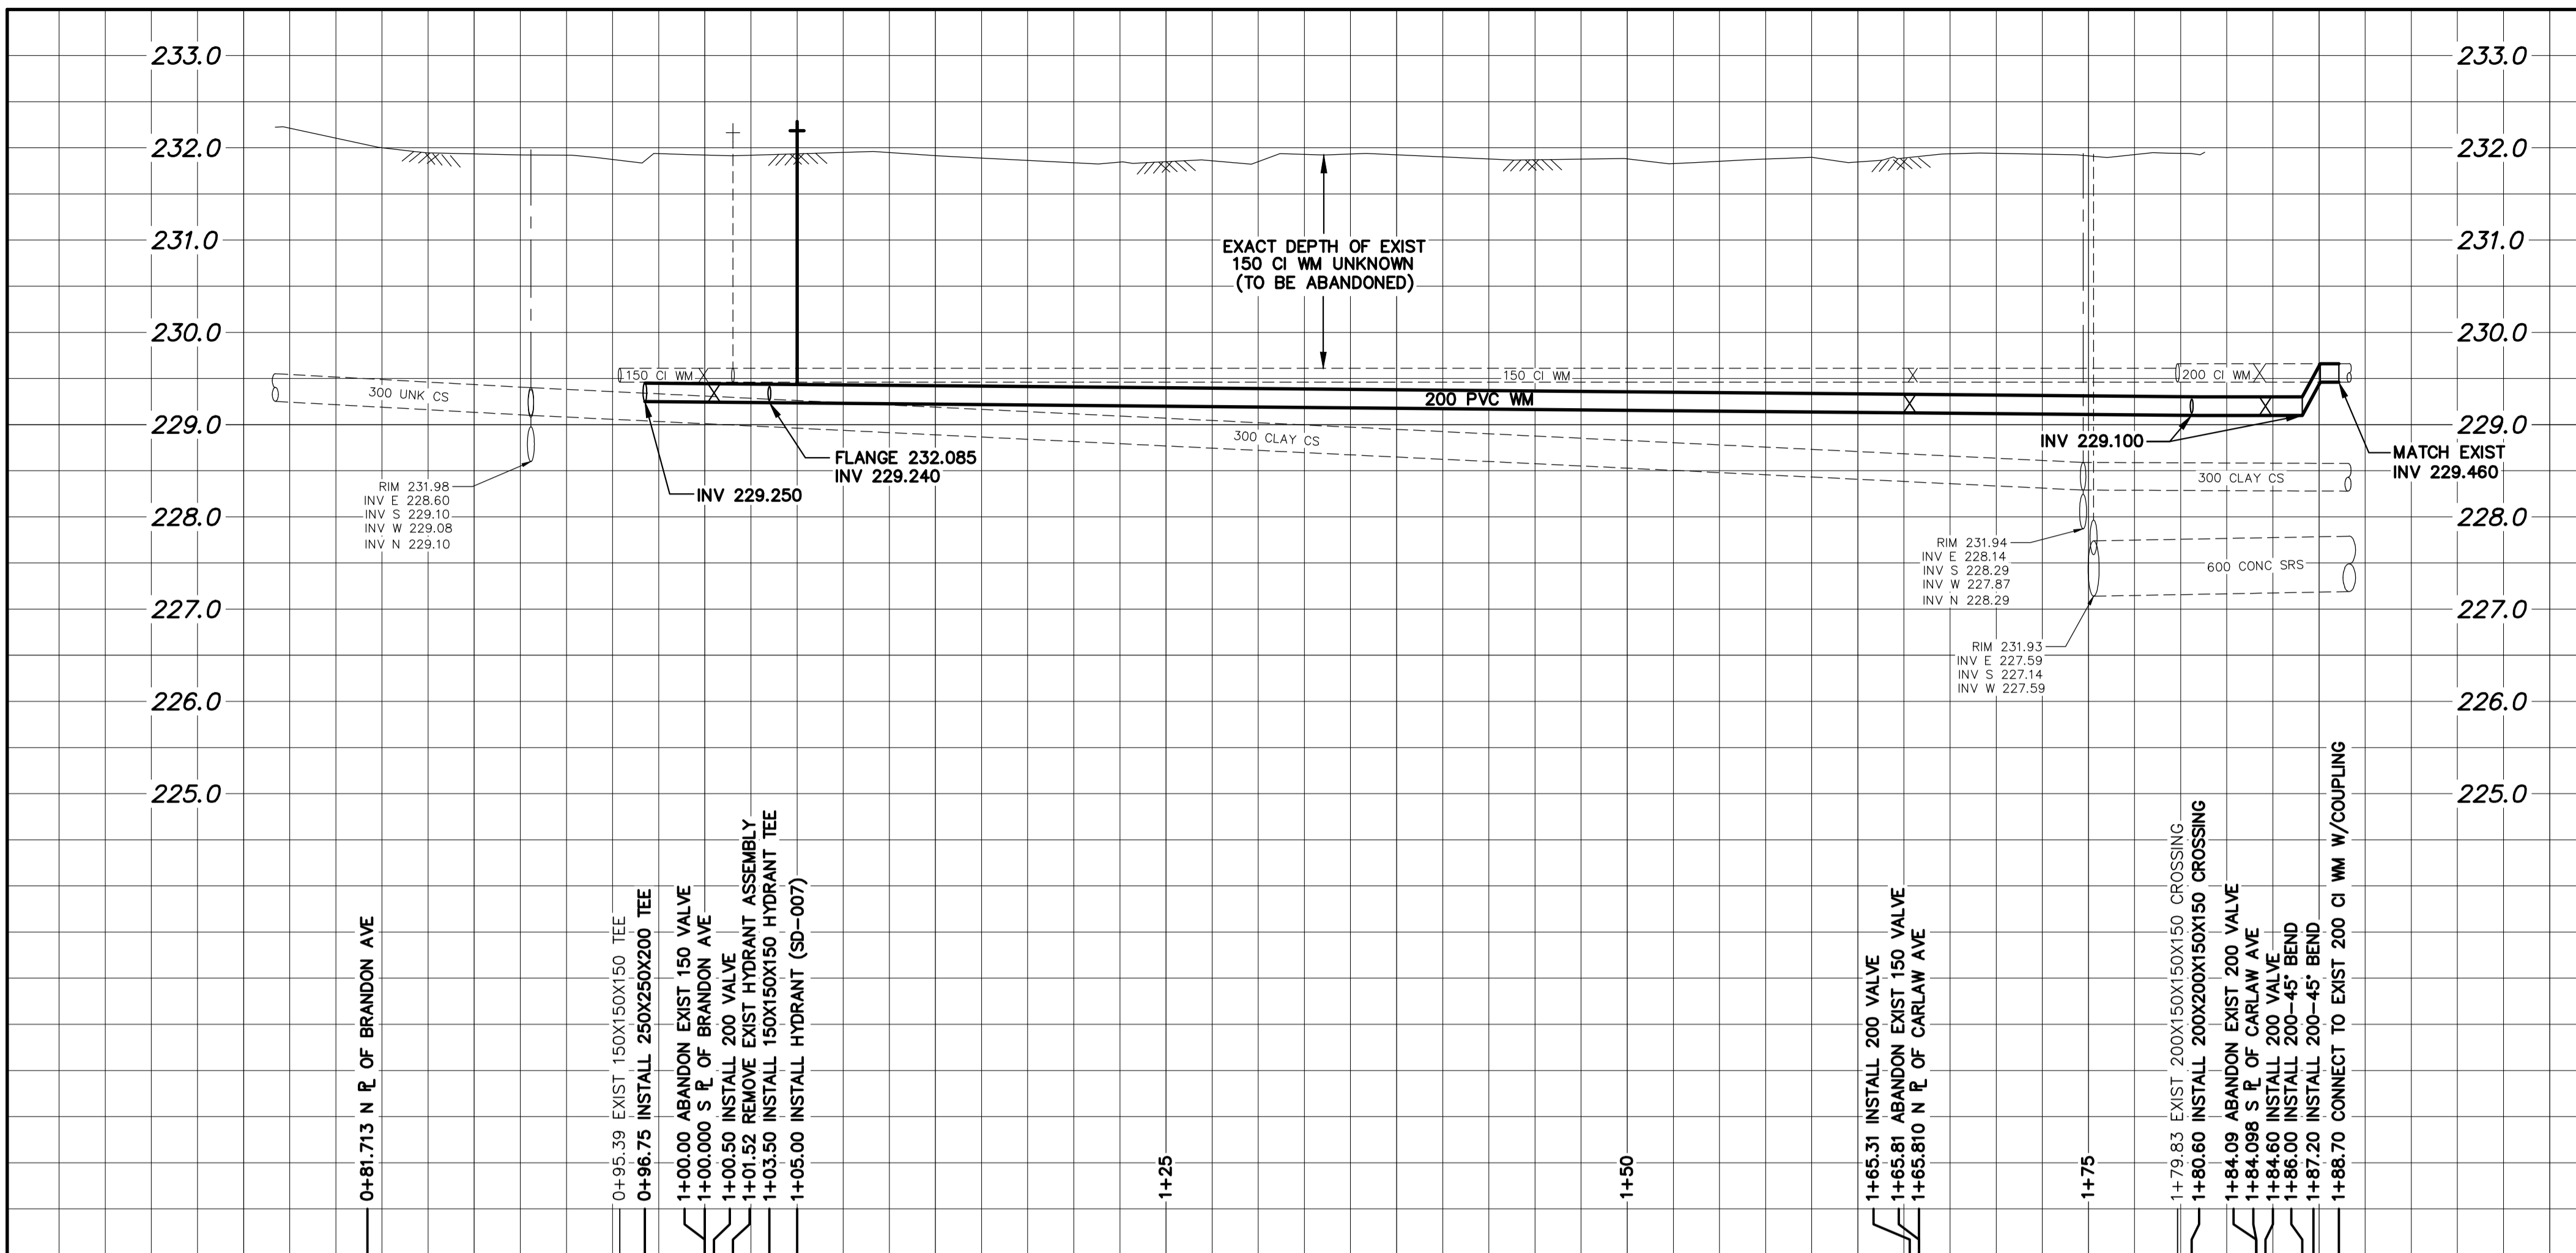 233.0
233.0
232.0
232.0
231.0
231.0
EXACT DEPTH OF EXIST
150 CI WM UNKNOWN
(TO BE ABANDONED)
230.0
230.0
150 CI WM
150 CI WM
200 CI WM
300 UNK CS
200 PVC WM
229.0
229.0
300 CLAY CS
INV 229.100
FLANGE 232.085
INV 229.240
MATCH EXIST
INV 229.460
INV 229.250
300 CLAY CS
RIM 231.98
INV E 228.60
INV S 229.10
INV W 229.08
INV N 229.10
228.0
228.0
RIM 231.94
INV E 228.14
INV S 228.29
INV W 227.87
INV N 228.29
600 CONC SRS
227.0
227.0
RIM 231.93
INV E 227.59
INV S 227.14
INV W 227.59
226.0
226.0
225.0
225.0
0+81.713 N PL OF BRANDON AVE
0+95.39 EXIST 150X150X150 TEE
0+96.75 INSTALL 250X250X200 TEE
1+00.00 ABANDON EXIST 150 VALVE
1+00.000 S PL OF BRANDON AVE
1+00.50 INSTALL 200 VALVE
1+01.52 REMOVE EXIST HYDRANT ASSEMBLY
1+03.50 INSTALL 150X150X150 HYDRANT TEE
1+05.00 INSTALL HYDRANT (SD-007)
1+25
1+50
1+65.31 INSTALL 200 VALVE
1+65.81 ABANDON EXIST 150 VALVE
1+65.810 N PL OF CARLAW AVE
1+75
1+79.83 EXIST 200X150X150X150 CROSSING
1+80.60 INSTALL 200X200X150X150 CROSSING
1+84.09 ABANDON EXIST 200 VALVE
1+84.098 S PL OF CARLAW AVE
1+84.60 INSTALL 200 VALVE
1+86.00 INSTALL 200-45° BEND
1+87.20 INSTALL 200-45° BEND
1+88.70 CONNECT TO EXIST 200 CI WM W/COUPLING